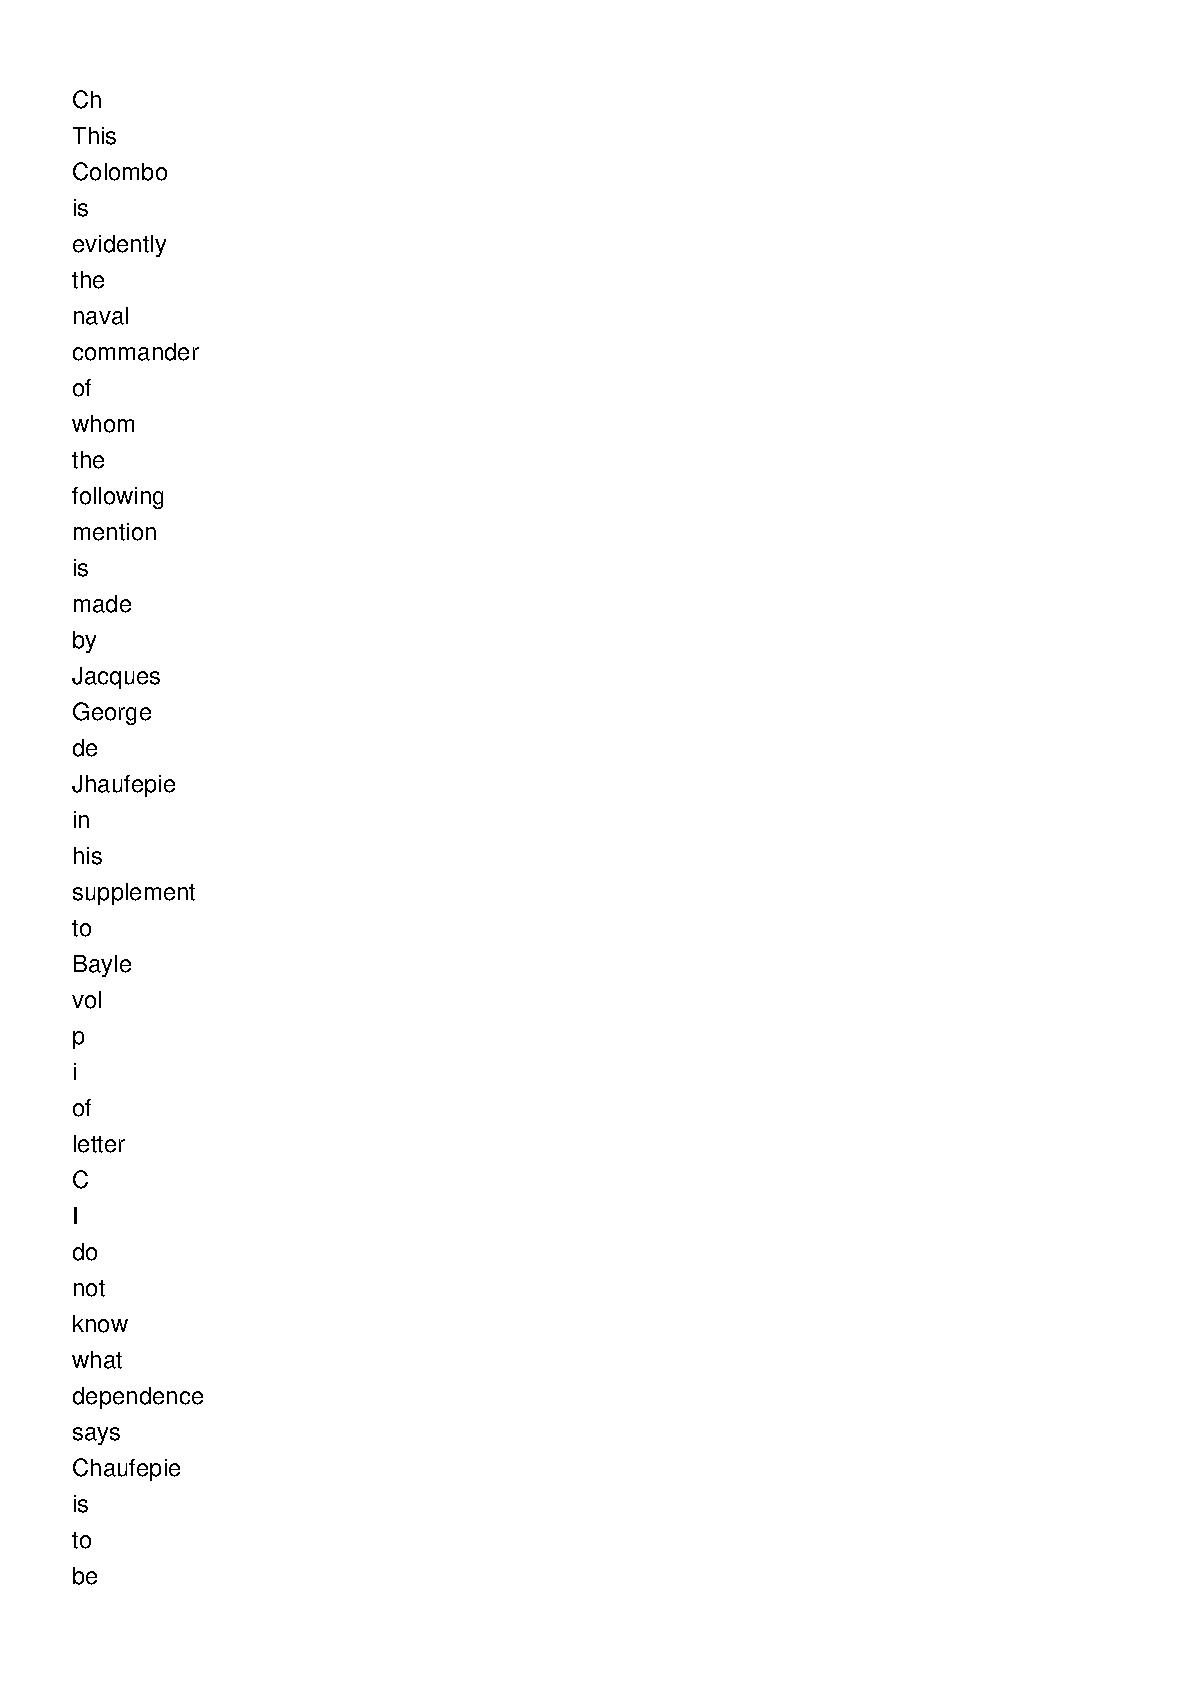 Ch
This
Colombo
is
evidently
the
naval
commander
of
whom
the
following
mention
is
made
by
Jacques
George
de
Jhaufepie
in
his
supplement
to
Bayle
vol
p
i
of
letter
C
I
do
not
know
what
dependence
says
Chaufepie
is
to
be